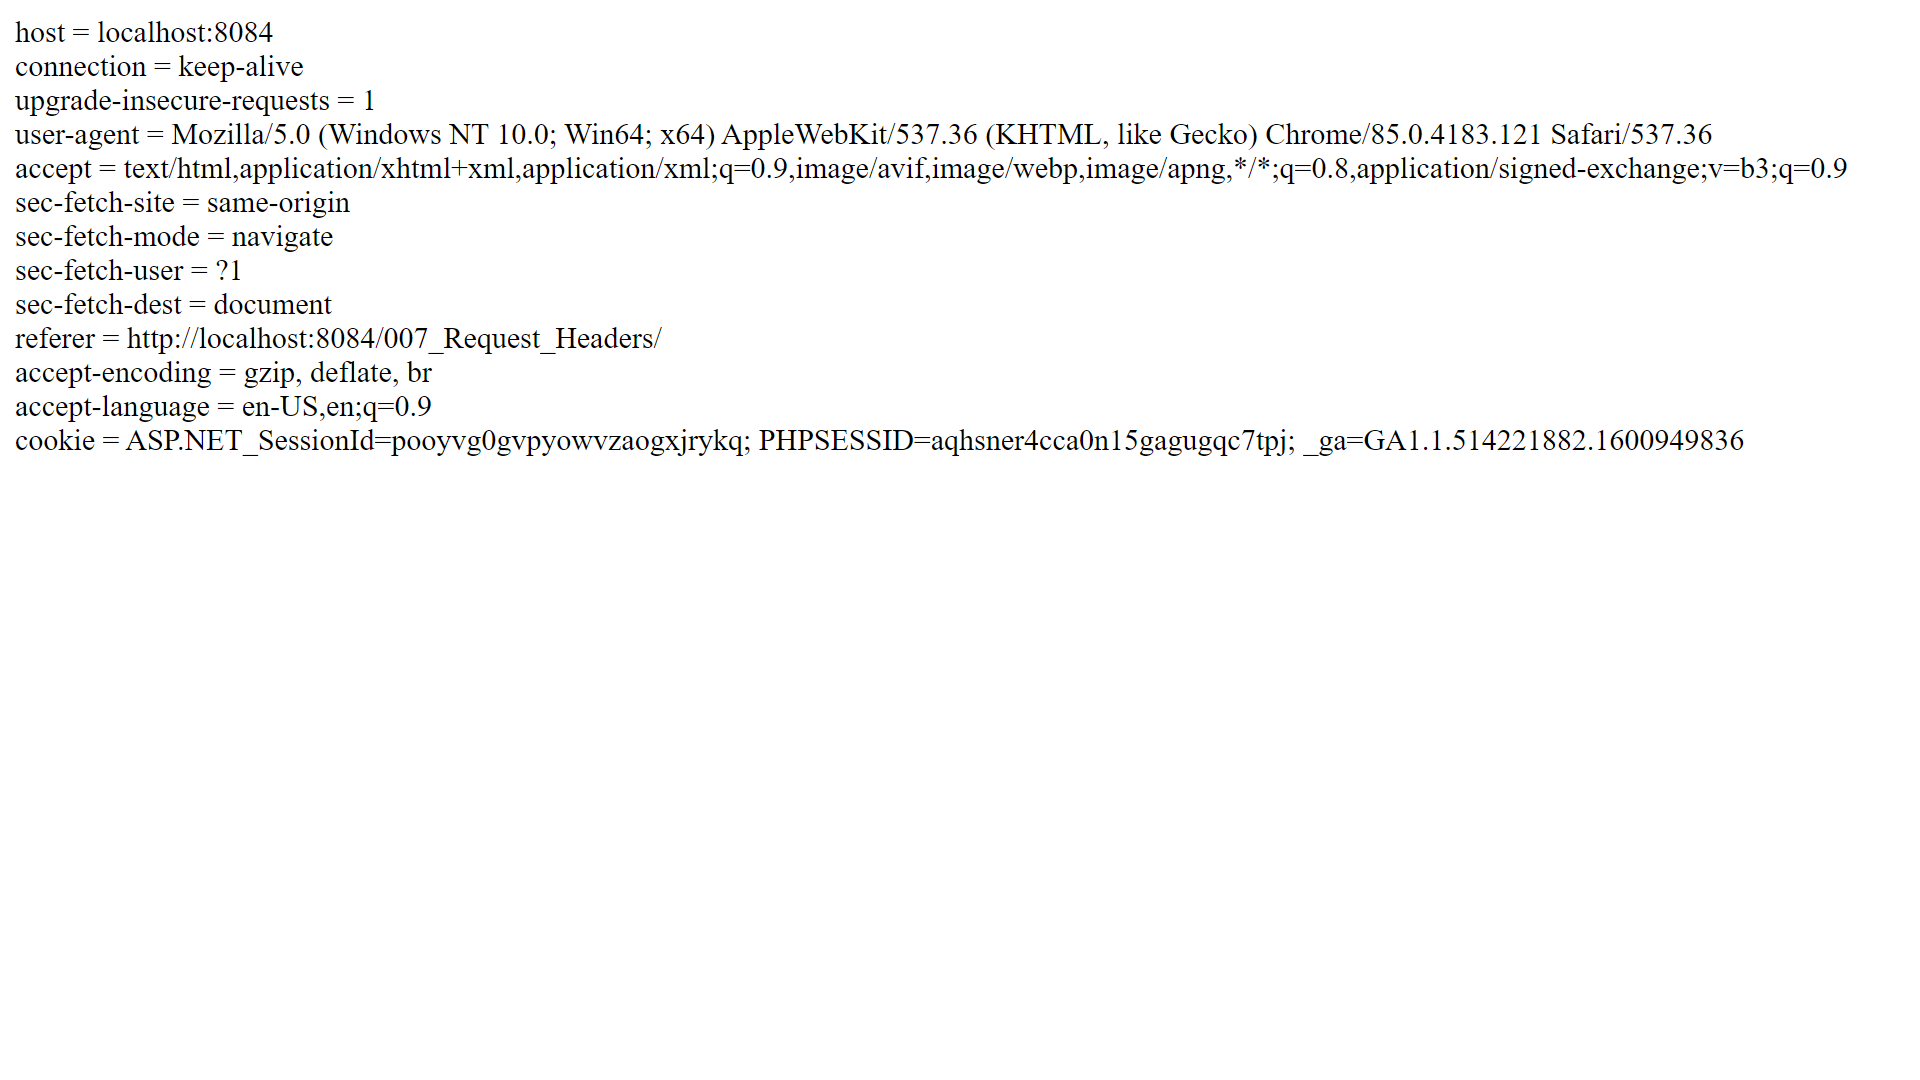 host = localhost:8084
connection = keep-alive
upgrade-insecure-requests = 1
user-agent = Mozilla/5.0 (Windows NT 10.0; Win64; x64) AppleWebKit/537.36 (KHTML, like Gecko) Chrome/85.0.4183.121 Safari/537.36
accept = text/html,application/xhtml+xml,application/xml;q=0.9,image/avif,image/webp,image/apng,*/*;q=0.8,application/signed-exchange;v=b3;q=0.9
sec-fetch-site = same-origin
sec-fetch-mode = navigate
sec-fetch-user = ?1
sec-fetch-dest = document
referer = http://localhost:8084/007_Request_Headers/
accept-encoding = gzip, deflate, br
accept-language = en-US,en;q=0.9
cookie = ASP.NET_SessionId=pooyvg0gvpyowvzaogxjrykq; PHPSESSID=aqhsner4cca0n15gagugqc7tpj; _ga=GA1.1.514221882.1600949836